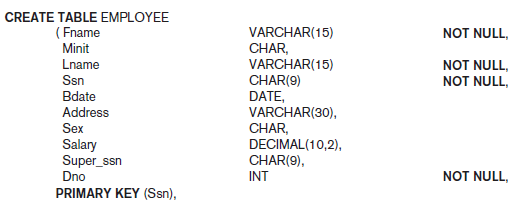 CREATE TABLE EMPLOYEE
( Fname VARCHAR(15) NOT NULL,
Minit CHAR,
Lname VARCHAR(15) NOT NULL,
Ssn CHAR(9) NOT NULL,
Bdate DATE,
Address VARCHAR(30),
Sex CHAR,
Salary DECIMAL(10,2),
Super_ssn CHAR(9),
Dno INT NOT NULL,
PRIMARY KEY (Ssn),